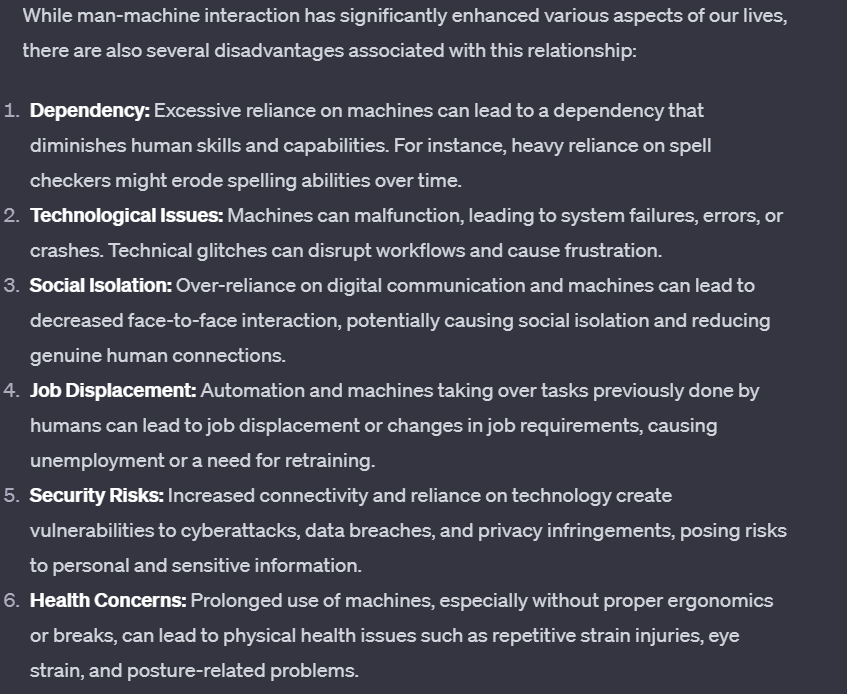 While man-machine interaction has significantly enhanced various aspects of our lives,
there are also several disadvantages associated with this relationship:
1. Dependency: Excessive reliance on machines can lead to a dependency that
diminishes human skills and capabilities. For instance, heavy reliance on spell
checkers might erode spelling abilities over time.
2. Technological Issues: Machines can malfunction, leading to system failures, errors, or
crashes. Technical glitches can disrupt workflows and cause frustration.
3. Social Isolation: Over-reliance on digital communication and machines can lead to
decreased face-to-face interaction, potentially causing social isolation and reducing
genuine human connections.
4. Job Displacement: Automation and machines taking over tasks previously done by
humans can lead to job displacement or changes in job requirements, causing
unemployment or a need for retraining.
5. Security Risks: Increased connectivity and reliance on technology create
vulnerabilities to cyberattacks, data breaches, and privacy infringements, posing risks
to personal and sensitive information.
6. Health Concerns: Prolonged use of machines, especially without proper ergonomics
or breaks, can lead to physical health issues such as repetitive strain injuries, eye
strain, and posture-related problems.